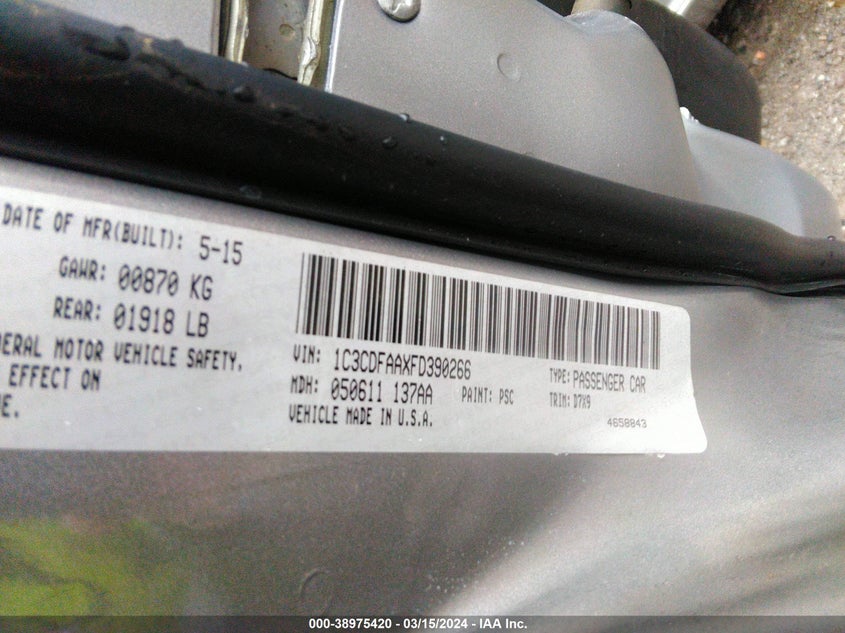 DATE OF MFR(BUILT): 5-15
GAWR: 00870 KG
REAR: 01918 LB
ERAL MOTOR VEHICLE SAFETY,
EFFECT ON
E.
VIN: 1C3CDFAAXFD390266
MDH: 050611 137AA PAINT: PSC
VEHICLE MADE IN U.S.A.
TYPE: PASSENGER CAR
TRIM: D7X9
4658843
000-38975420 - 03/15/2024 - IAA Inc.